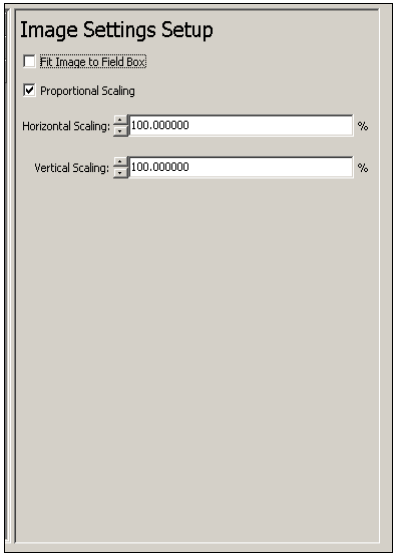 Image Settings Setup
Fit Image to Field Box
Proportional Scaling
Horizontal Scaling: 100.000000 %
Vertical Scaling: 100.000000 %